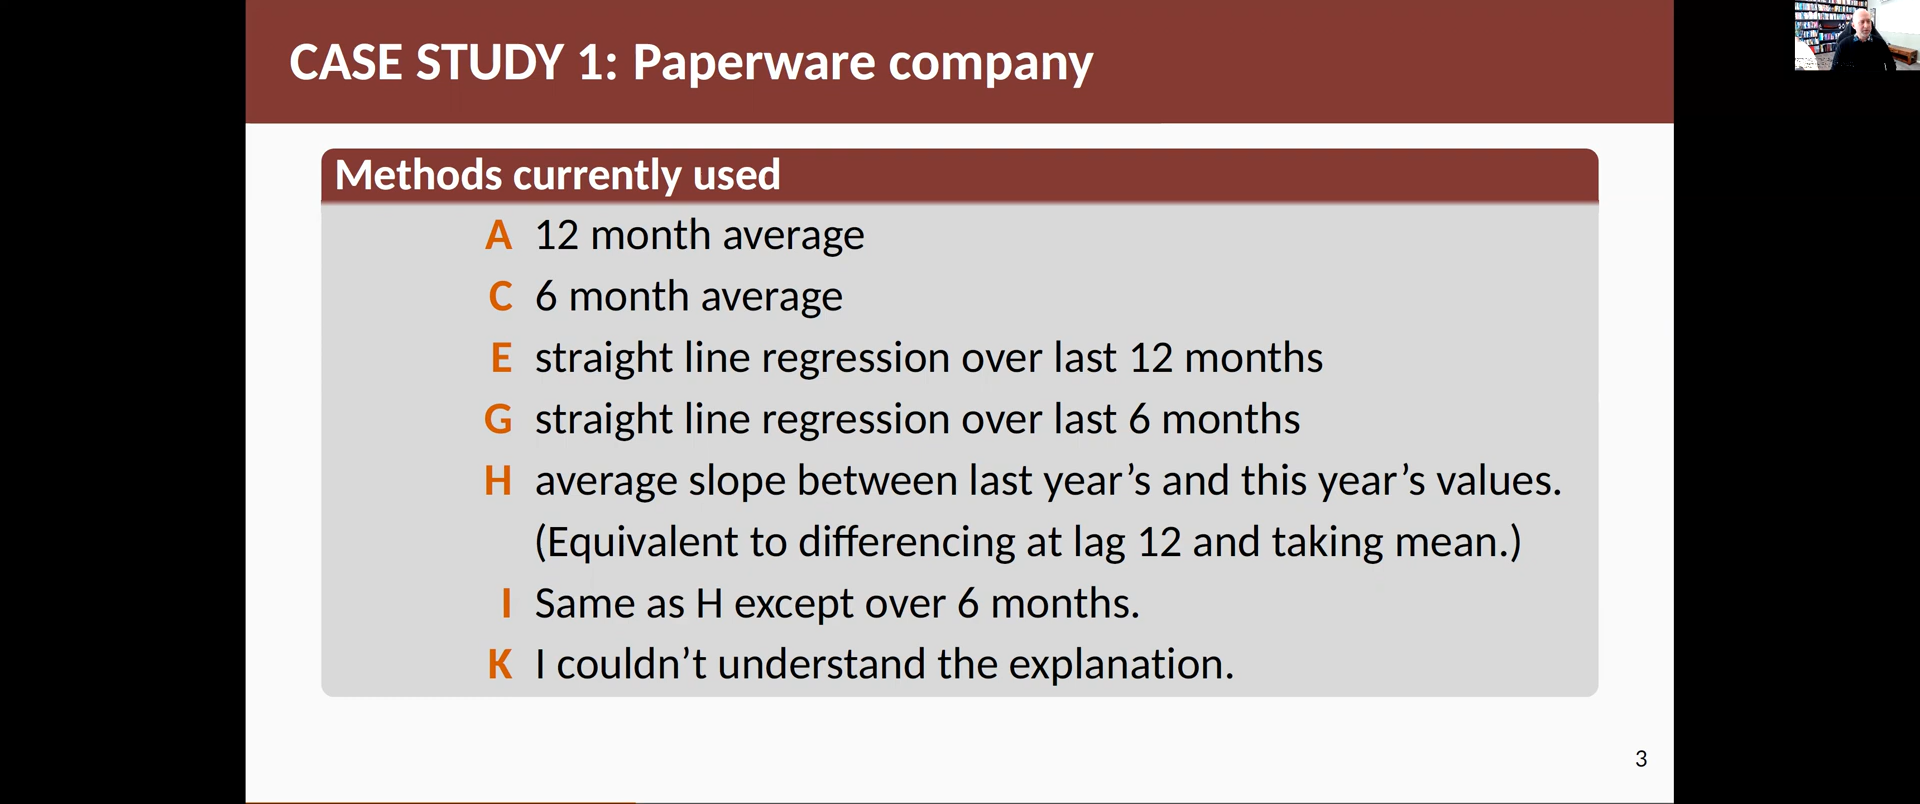 CASE STUDY 1: Paperware company
Methods currently used
A 12 month average
C 6 month average
E straight line regression over last 12 months
G straight line regression over last 6 months
H average slope between last year’s and this year’s values.
(Equivalent to differencing at lag 12 and taking mean.)
I Same as H except over 6 months.
K I couldn’t understand the explanation.
3